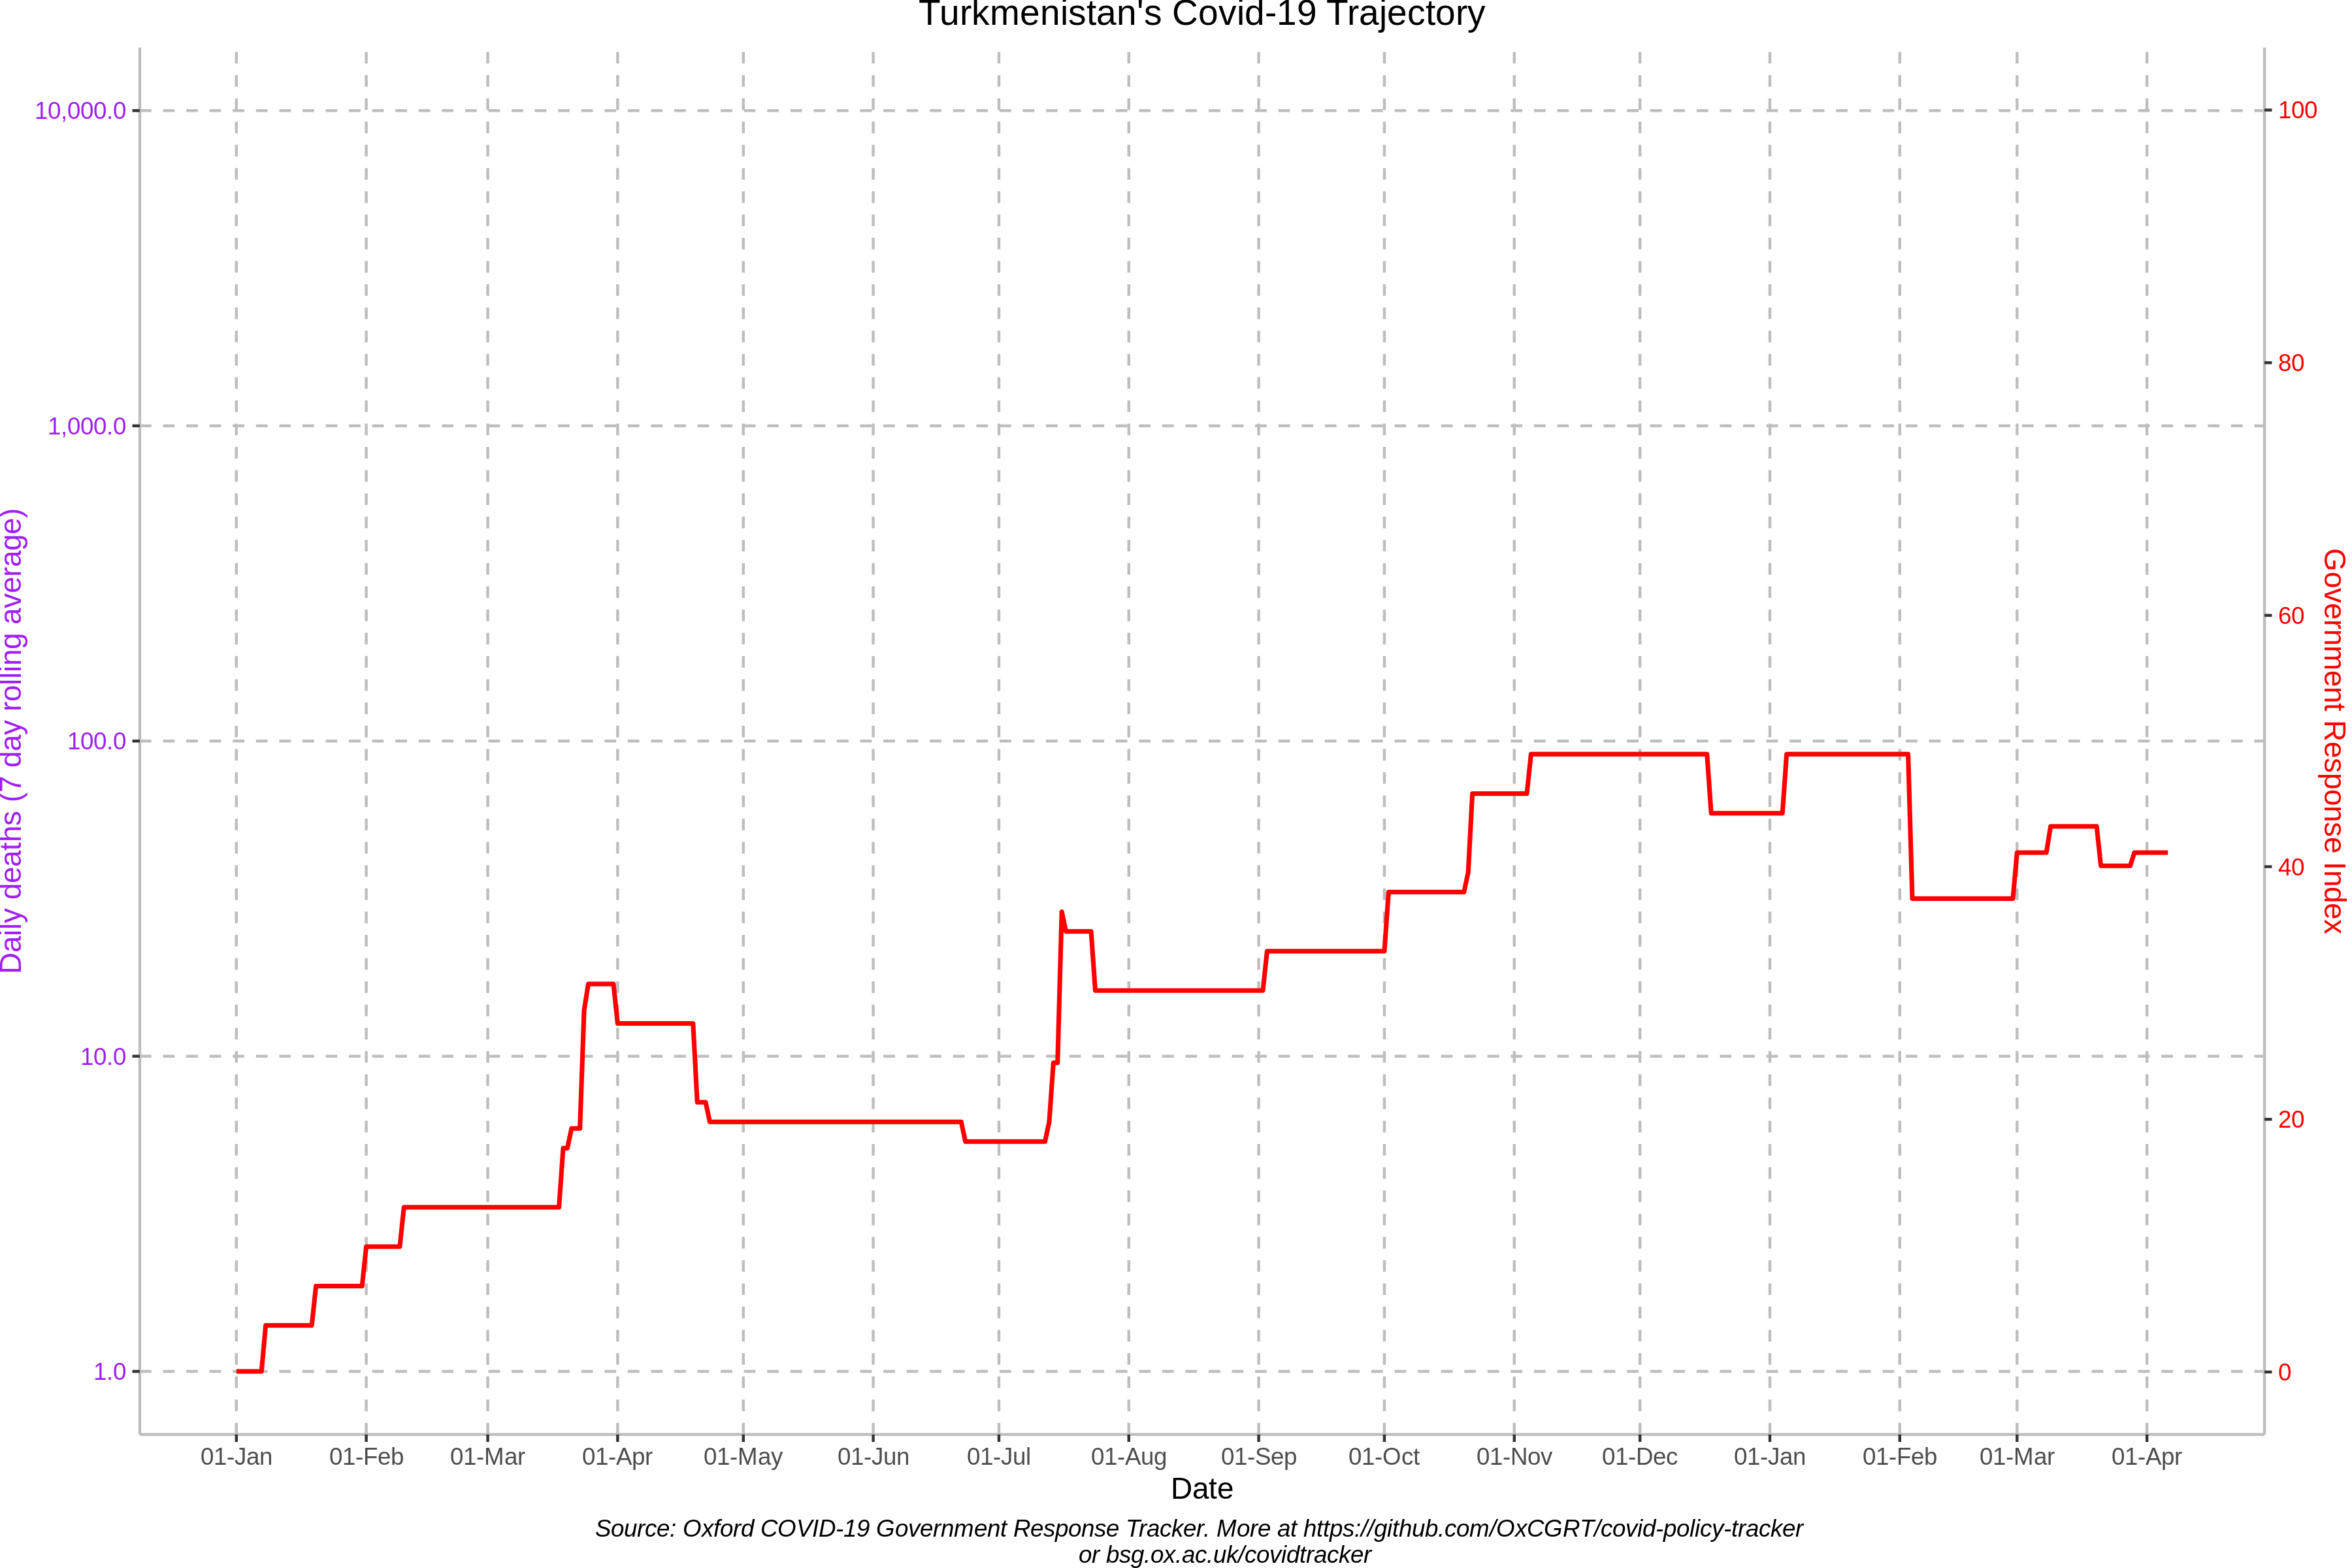 Turkmenistan's Covid-19 Trajectory
10,000.0
1,000.0
100.0
10.0
1.0
Daily deaths (7 day rolling average)
100
80
60
40
20
0
Government Response Index
01-Jan 01-Feb 01-Mar 01-Apr 01-May 01-Jun 01-Jul 01-Aug 01-Sep 01-Oct 01-Nov 01-Dec 01-Jan 01-Feb 01-Mar 01-Apr
Date
Source: Oxford COVID-19 Government Response Tracker. More at https://github.com/OxCGRT/covid-policy-tracker
or bsg.ox.ac.uk/covidtracker